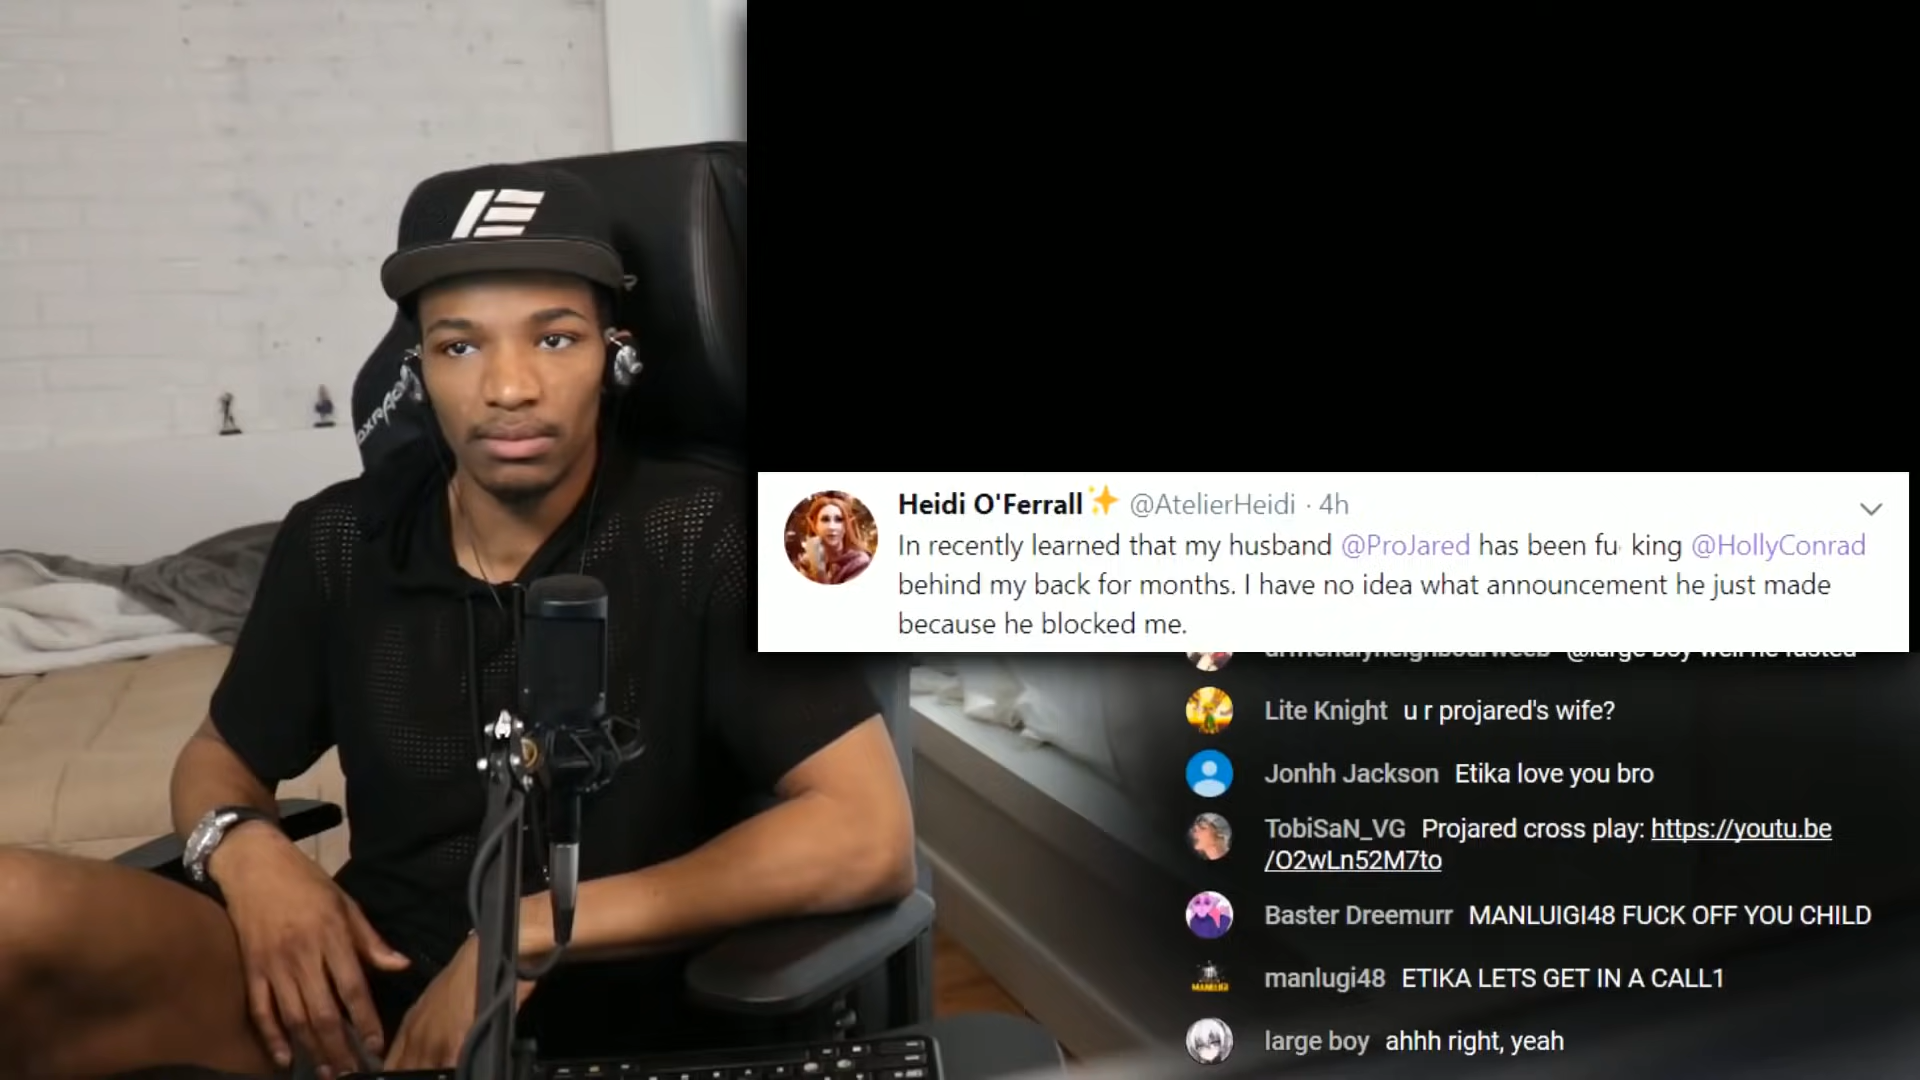 Heidi O'Ferrall✨ @AtelierHeidi · 4h
In recently learned that my husband @ProJared has been fu king @HollyConrad
behind my back for months. I have no idea what announcement he just made
because he blocked me.
Lite Knight u r projared's wife?
Jonhh Jackson Etika love you bro
TobiSaN_VG Projared cross play: https://youtu.be
/O2wLn52M7to
Baster Dreemurr MANLUIGI48 FUCK OFF YOU CHILD
manlugi48 ETIKA LETS GET IN A CALL1
large boy ahhh right, yeah